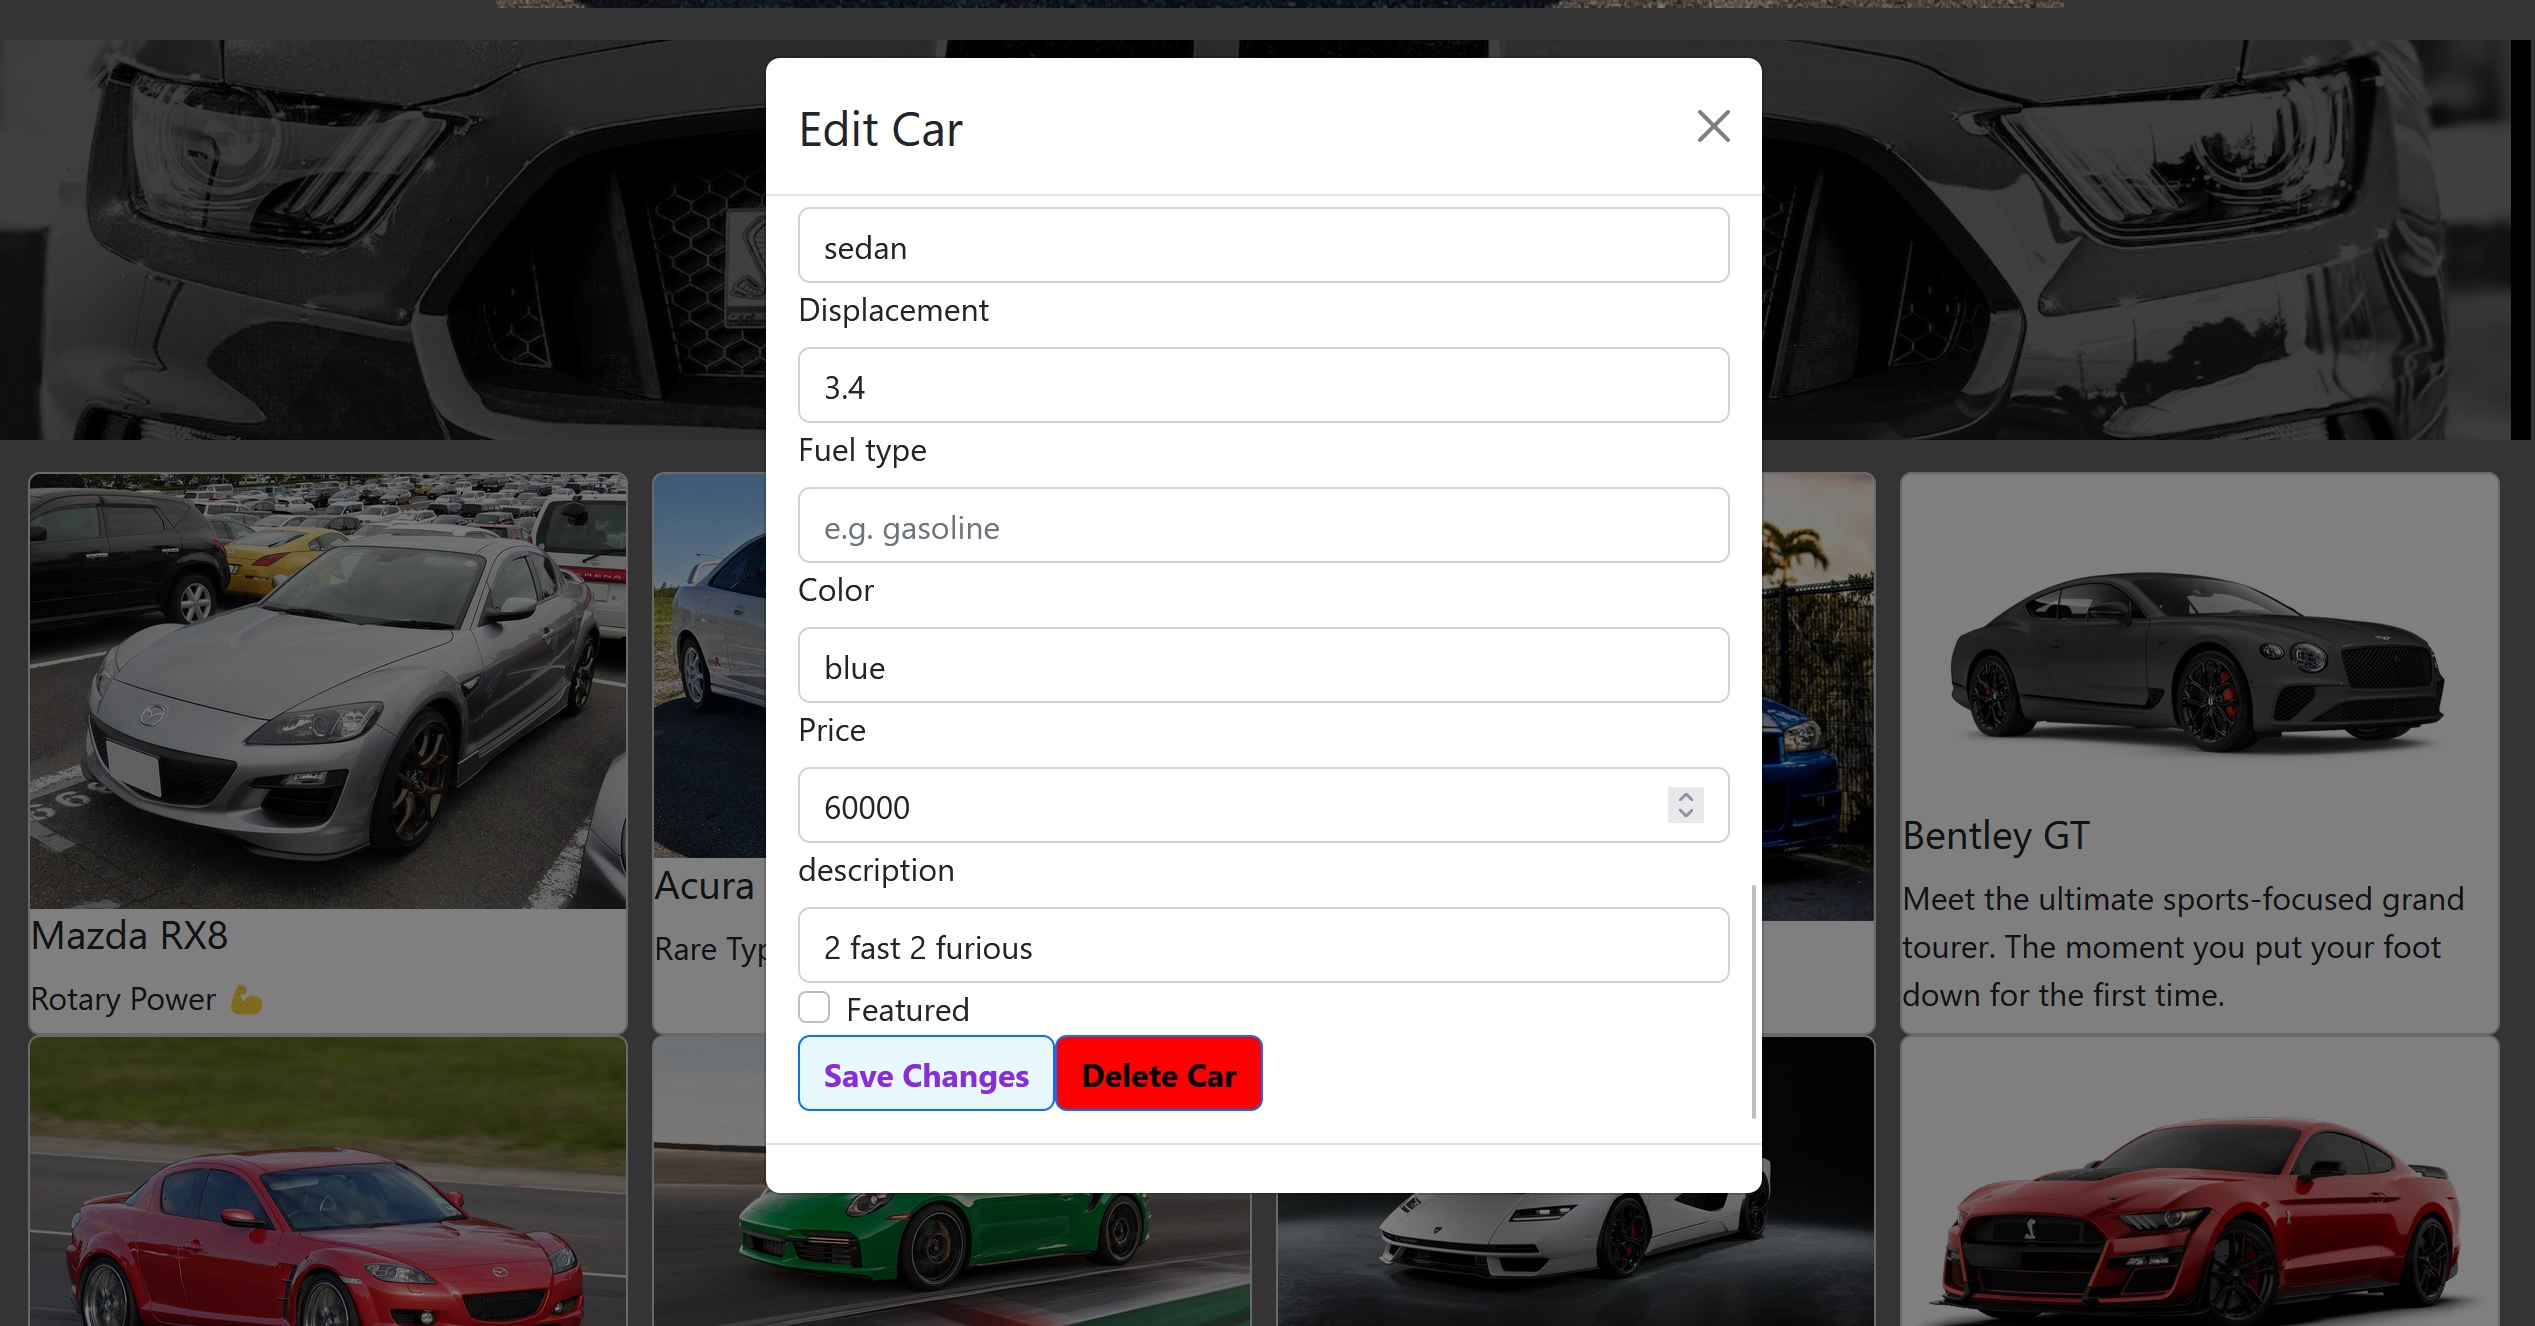 Edit Car
sedan
Displacement
3.4
Fuel type
e.g. gasoline
Color
blue
Price
60000
description
2 fast 2 furious
Featured
Save Changes
Delete Car
Mazda RX8
Rotary Power 💪
Acura
Rare Typ
Bentley GT
Meet the ultimate sports-focused grand
tourer. The moment you put your foot
down for the first time.